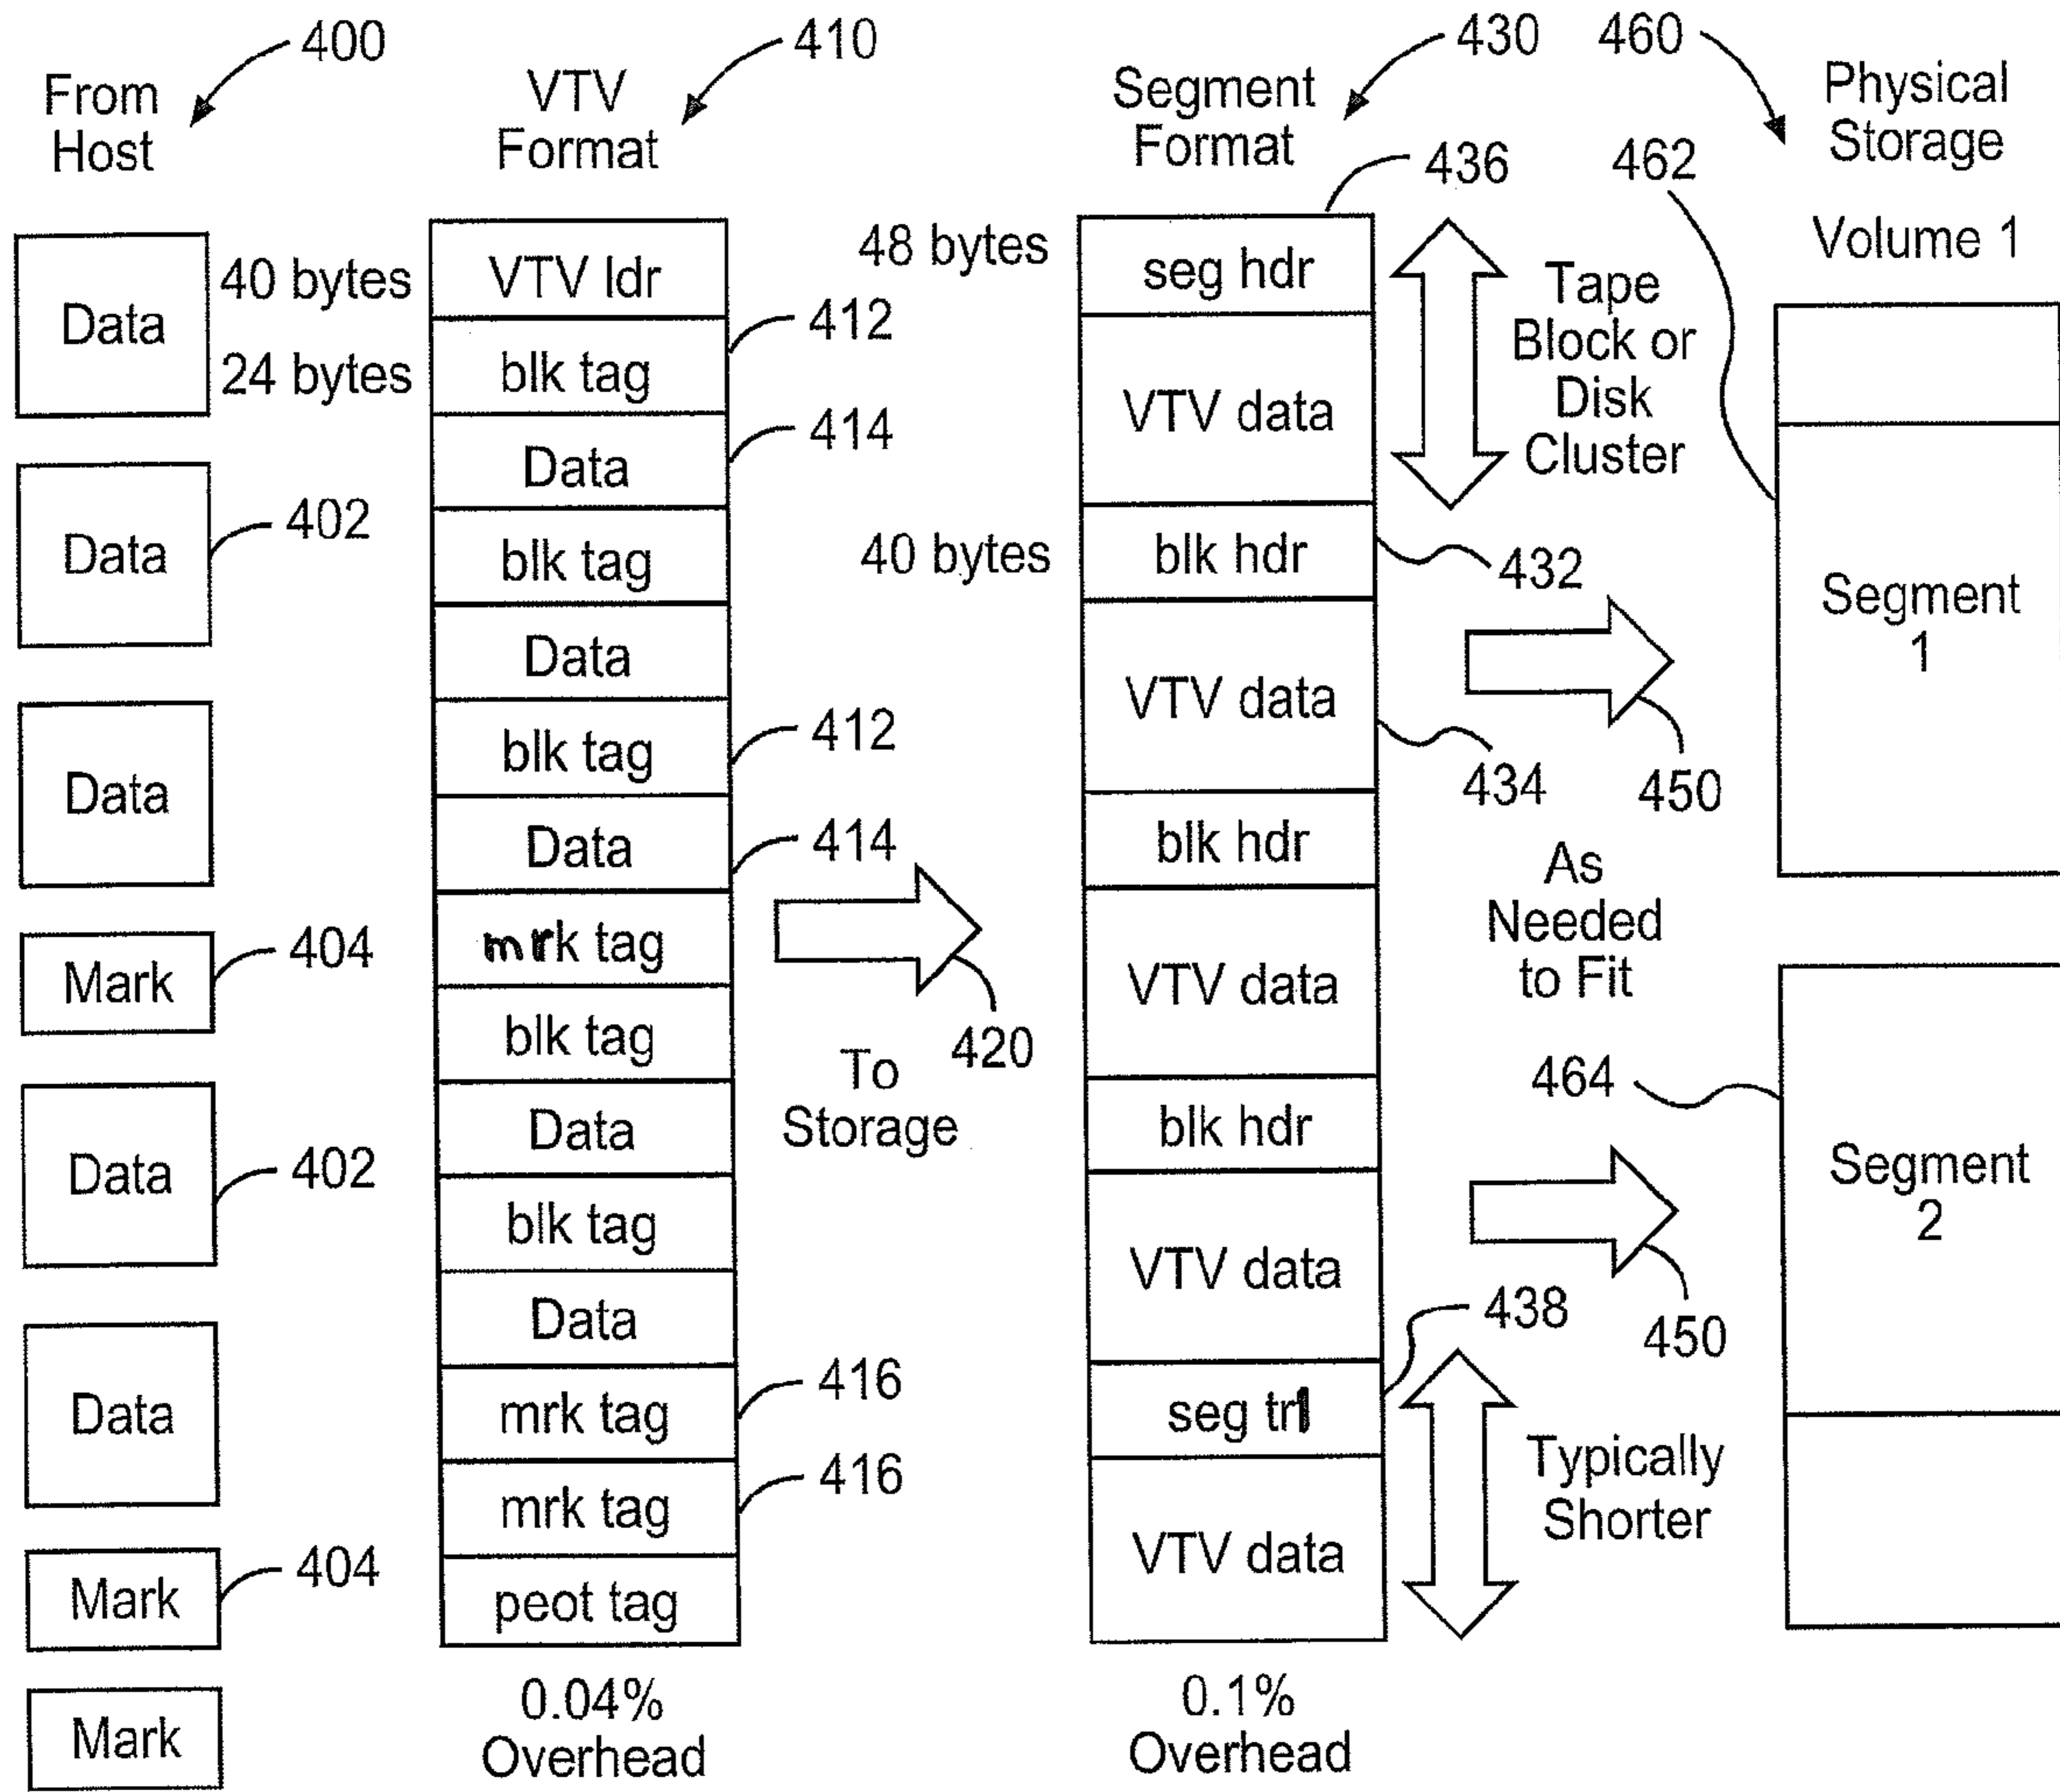 400
From
Host
Data
Data
402
Data
Mark
404
Data
402
Data
Mark
404
Mark
410
VTV
Format
40 bytes
VTV ldr
24 bytes
blk tag
412
Data
414
blk tag
Data
blk tag
412
Data
414
mrk tag
blk tag
Data
blk tag
Data
mrk tag
416
mrk tag
416
peot tag
0.04%
Overhead
420
To
Storage
430
Segment
Format
436
48 bytes
seg hdr
VTV data
Tape
Block or
Disk
Cluster
40 bytes
blk hdr
432
VTV data
434
blk hdr
VTV data
blk hdr
VTV data
seg trl
438
VTV data
Typically
Shorter
0.1%
Overhead
450
As
Needed
to Fit
450
460
Physical
Storage
462
Volume 1
Segment
1
464
Segment
2